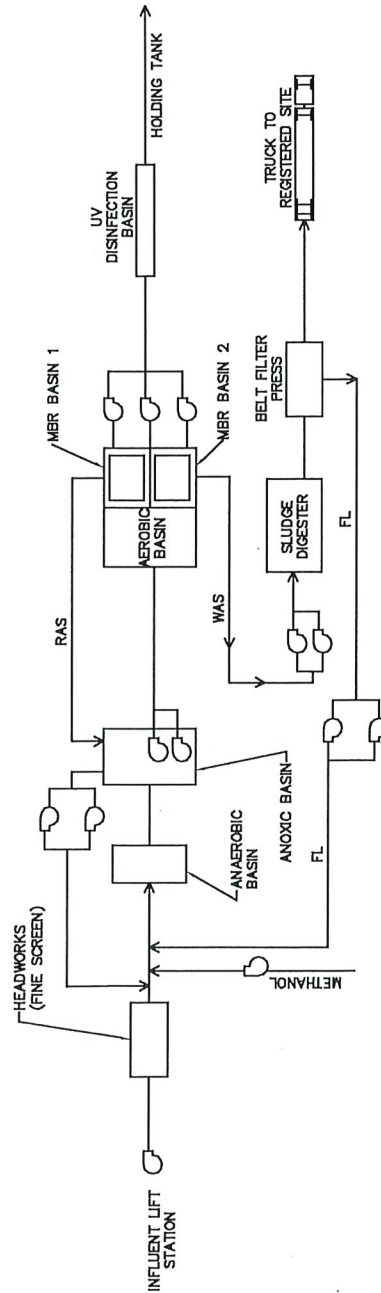 INFLUENT LIFT
STATION
HEADWORKS
(FINE SCREEN)
METHANOL
ANAEROBIC
BASIN
ANOXIC BASIN
FL
RAS
WAS
AEROBIC
BASIN
MBR BASIN 1
MBR BASIN 2
UV
DISINFECTION
BASIN
HOLDING TANK
SLUDGE
DIGESTER
FL
BELT FILTER
PRESS
TRUCK TO
REGISTERED SITE